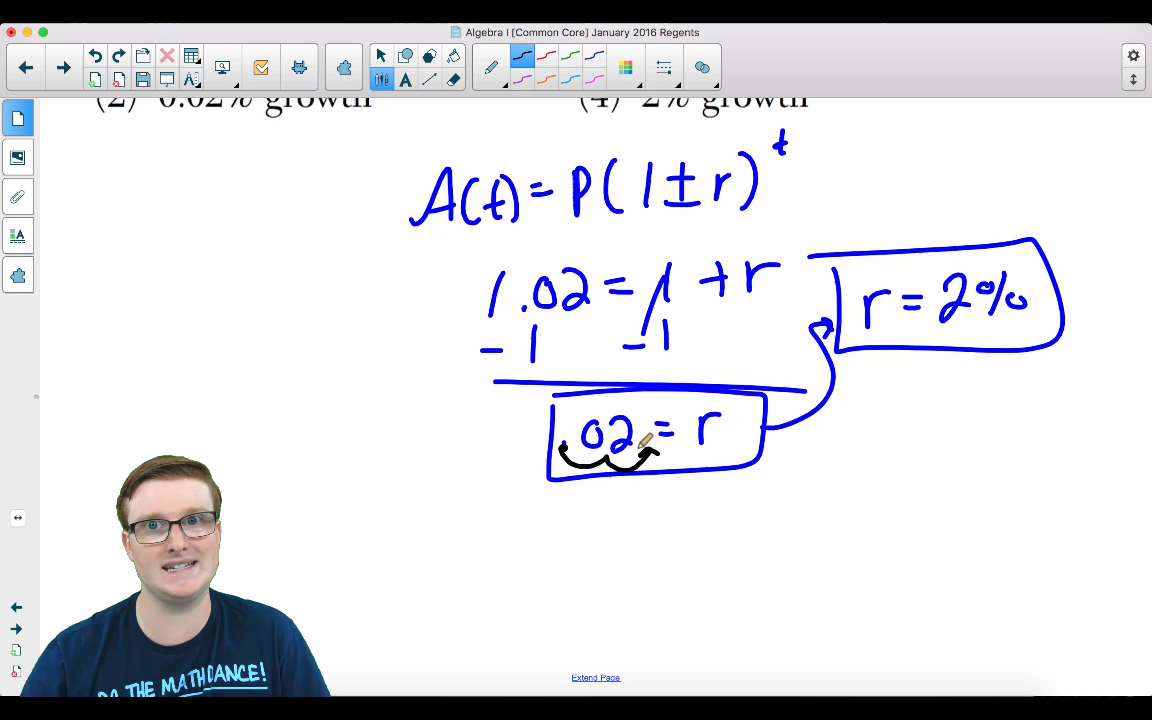 Algebra I [Common Core] January 2016 Regents
(2) 0.02% growth (4) 2% growth
A(t) = P(1 ± r)^t
1.02 = 1 + r
r = 2%
- 1 - 1
.02 = r
DO THE MATH DANCE!
Extend Page